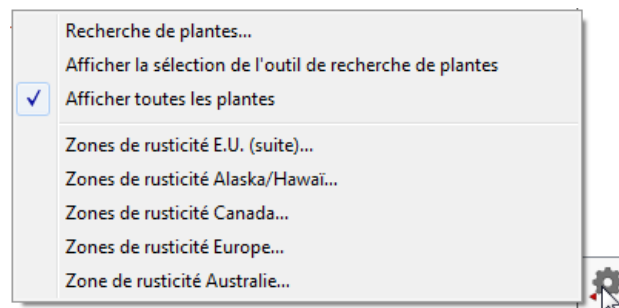 Recherche de plantes...
Afficher la sélection de l'outil de recherche de plantes
Afficher toutes les plantes
Zones de rusticité E.U. (suite)...
Zones de rusticité Alaska/Hawaï...
Zones de rusticité Canada...
Zones de rusticité Europe...
Zone de rusticité Australie...